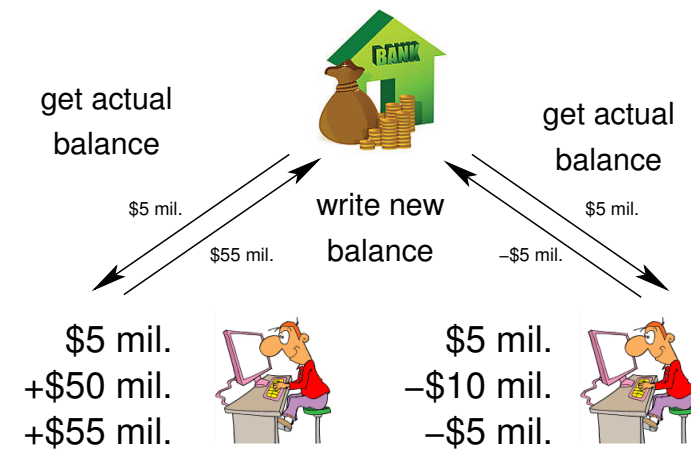 BANK
get actual
balance
get actual
balance
$5 mil.
write new
balance
$5 mil.
$55 mil.
−$5 mil.
$5 mil.
+$50 mil.
+$55 mil.
$5 mil.
−$10 mil.
−$5 mil.